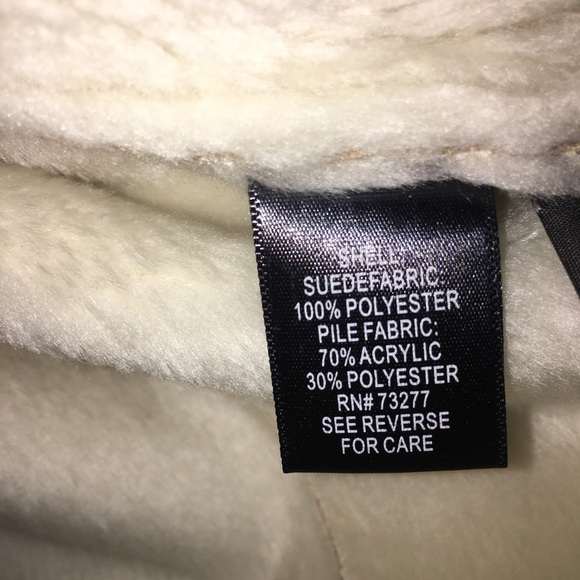 SHELL:
SUEDEFABRIC:
100% POLYESTER
PILE FABRIC:
70% ACRYLIC
30% POLYESTER
RN# 73277
SEE REVERSE
FOR CARE